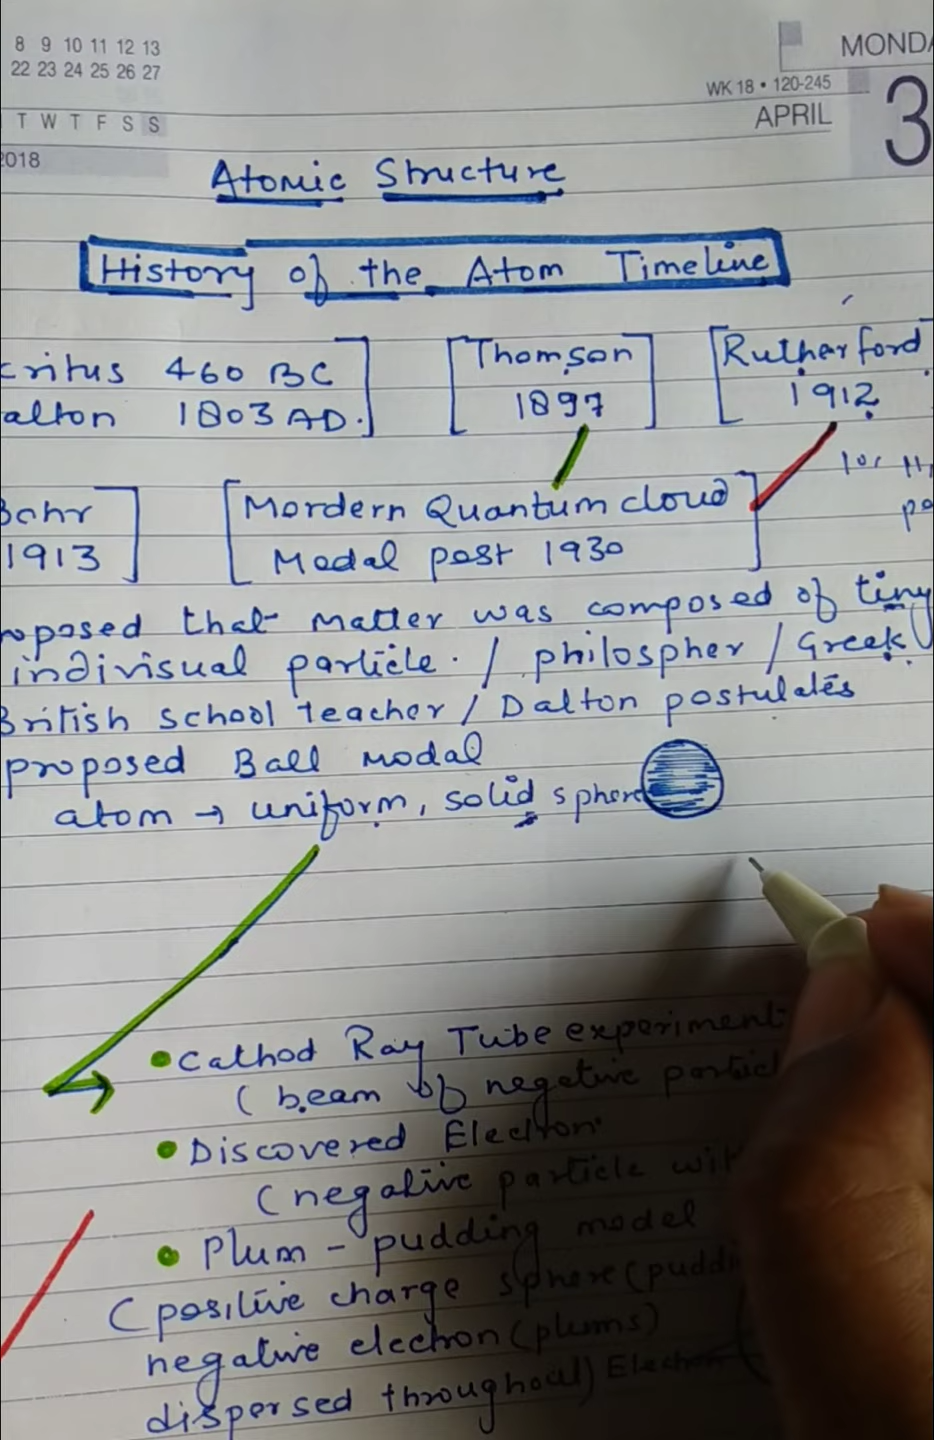 8 9 10 11 12 13
22 23 24 25 26 27
T W T F S S
2018
MONDA
WK 18 • 120-245
APRIL
3
Atomic Structure
History of the Atom Timeline
critus 460 BC
alton 1803 AD.
Thomson
1897
Rutherford
1912
Bohr
1913
Mordern Quantum cloud
Modal post 1930
roposed that matter was composed of tiny
indivisual particle. / philospher / Greek
British school teacher / Dalton postulates
proposed Ball Modal
atom → uniform, solid sphere
• Cathod Ray Tube experiment
(beam of negative partic
• Discovered Electron
(negative particle wit
• Plum - pudding model
(positive charge sphere (puddi
negative electron (plums)
dispersed throughout) Electron